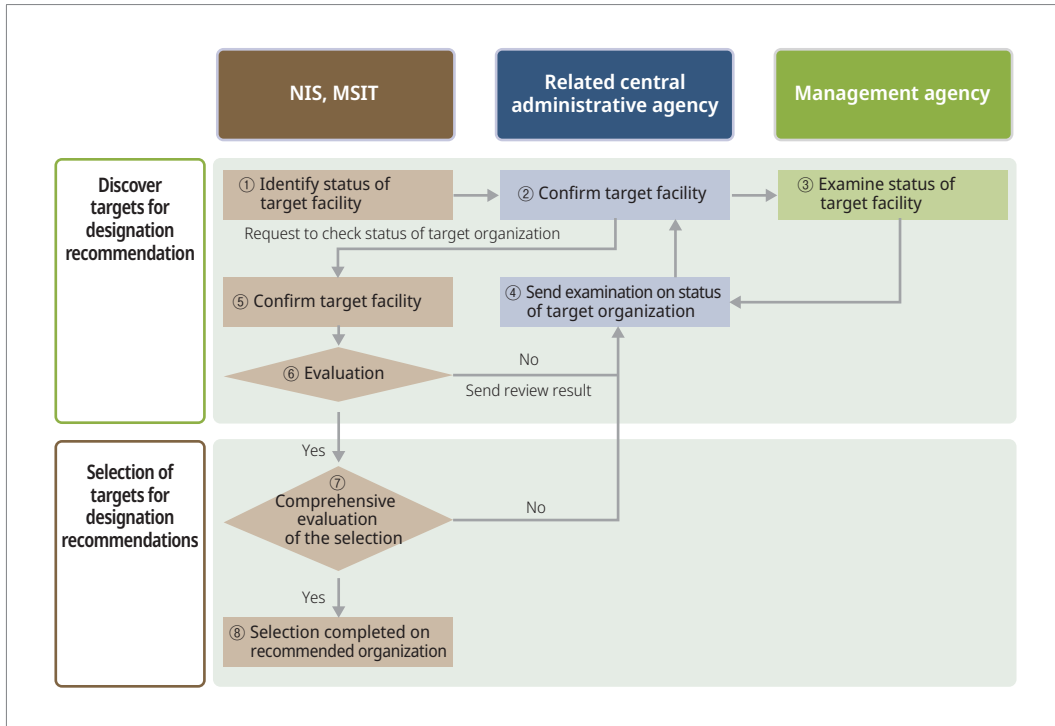 NIS, MSIT
Related central
administrative agency
Management agency
Discover
targets for
designation
recommendation
① Identify status of
target facility
② Confirm target facility
③ Examine status of
target facility
Request to check status of target organization
⑤ Confirm target facility
④ Send examination on status
of target organization
⑥ Evaluation
No
Send review result
Yes
Selection of
targets for
designation
recommendations
⑦
Comprehensive
evaluation
of the selection
No
Yes
⑧ Selection completed on
recommended organization